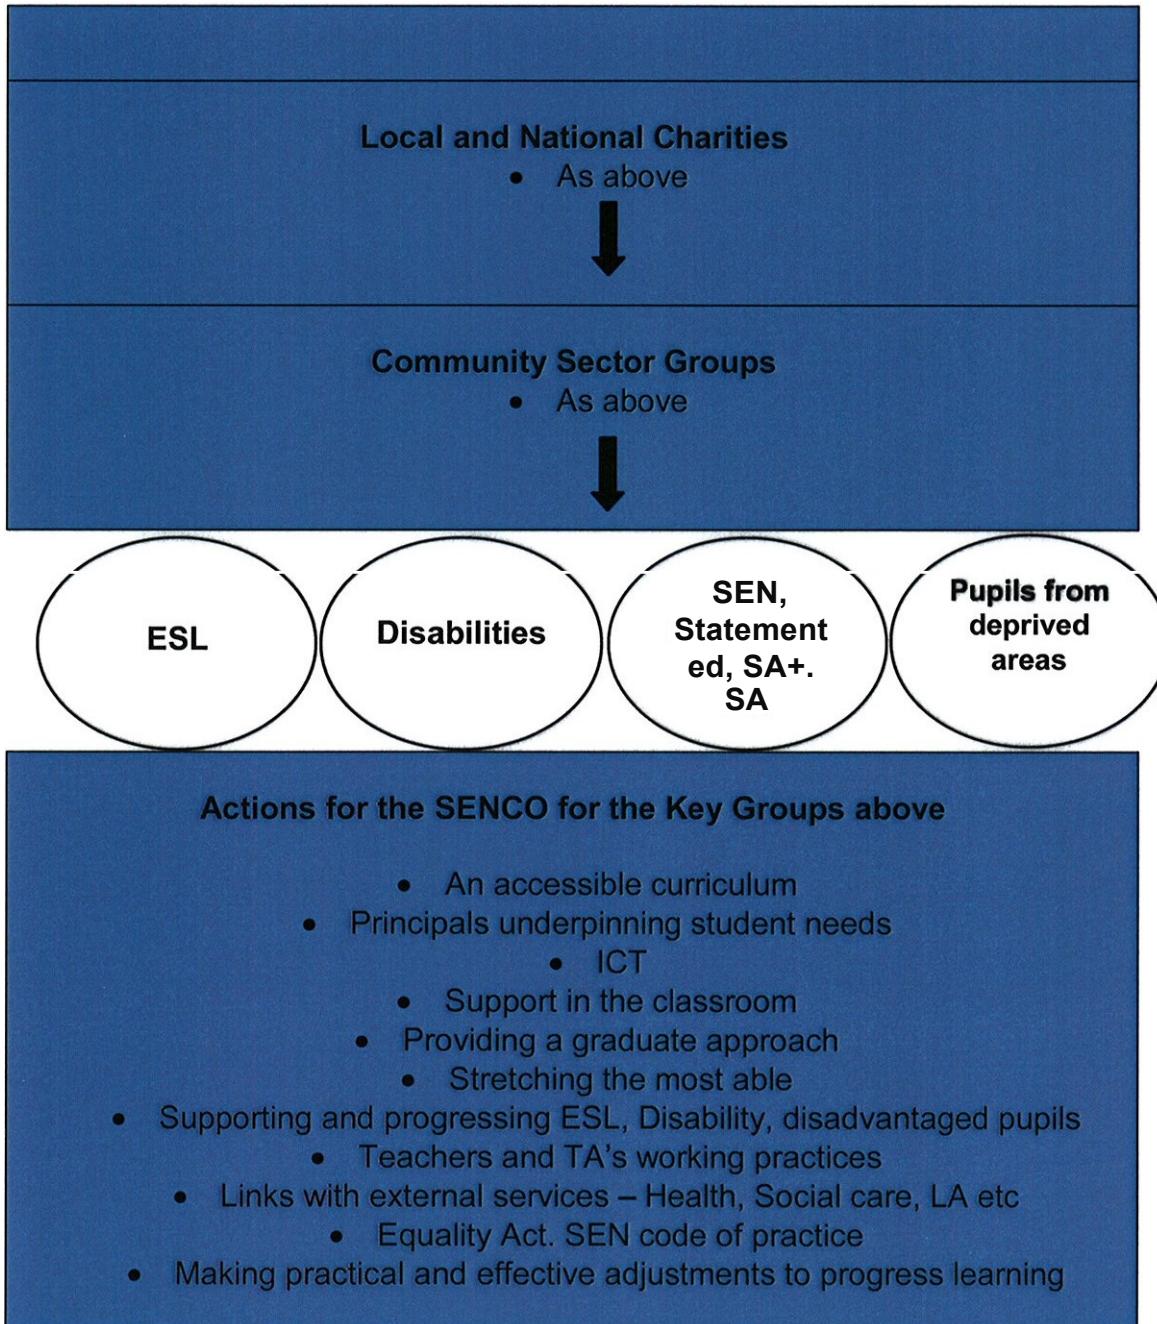 Local and National Charities
• As above
Community Sector Groups
• As above
ESL
Disabilities
SEN,
Statement
ed, SA+.
SA
Pupils from
deprived
areas
Actions for the SENCO for the Key Groups above
• An accessible curriculum
• Principals underpinning student needs
• ICT
• Support in the classroom
• Providing a graduate approach
• Stretching the most able
• Supporting and progressing ESL, Disability, disadvantaged pupils
• Teachers and TA's working practices
• Links with external services – Health, Social care, LA etc
• Equality Act. SEN code of practice
• Making practical and effective adjustments to progress learning